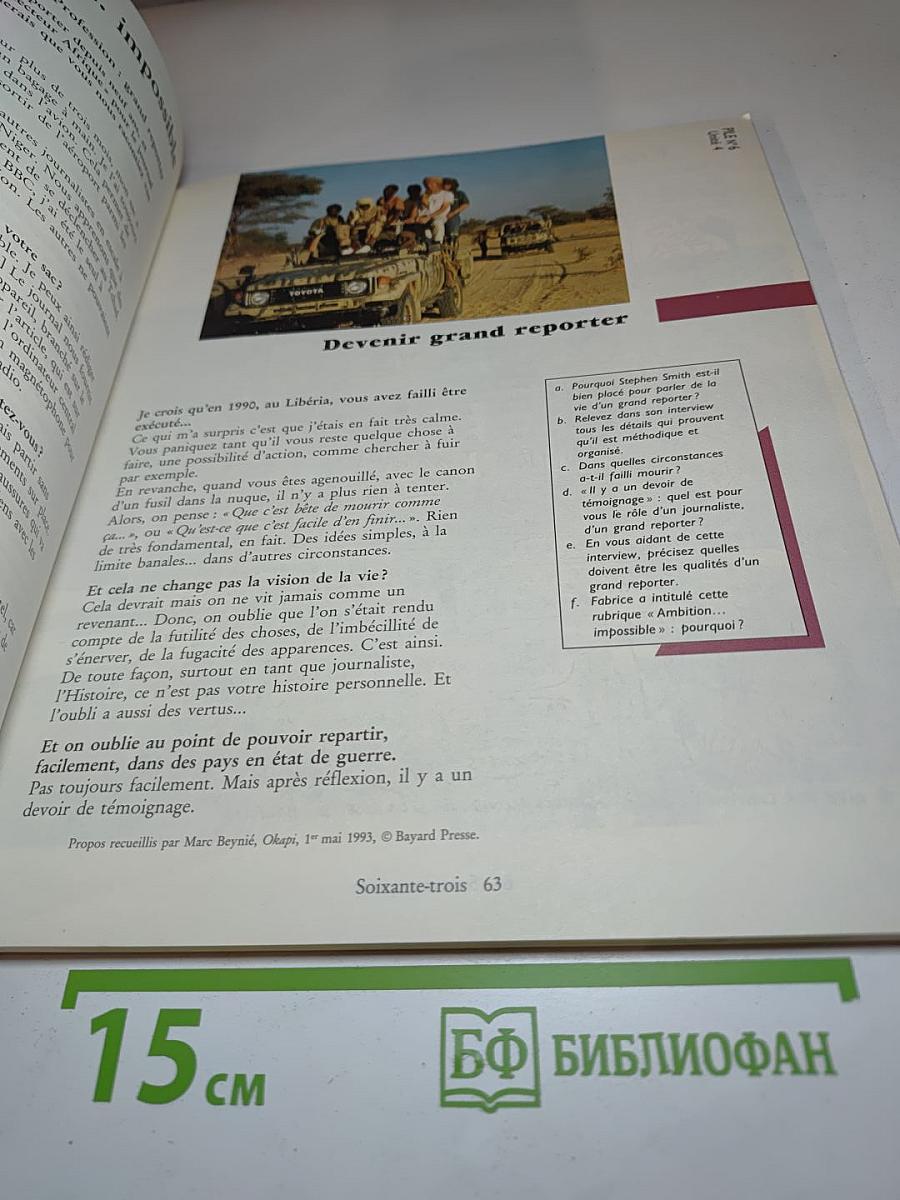 impossible
Profession : grand reporter
votre sac?
tez-vous?
PLE N° 6
Unité 4
TOYOTA
Devenir grand reporter
Je crois qu'en 1990, au Libéria, vous avez failli être
exécuté...
Ce qui m'a surpris c'est que j'étais en fait très calme.
Vous paniquez tant qu'il vous reste quelque chose à
faire, une possibilité d'action, comme chercher à fuir
par exemple.
En revanche, quand vous êtes agenouillé, avec le canon
d'un fusil dans la nuque, il n'y a plus rien à tenter.
Alors, on pense : « Que c'est bête de mourir comme
ça... », ou « Qu'est-ce que c'est facile d'en finir... ». Rien
de très fondamental, en fait. Des idées simples, à la
limite banales... dans d'autres circonstances.
Et cela ne change pas la vision de la vie?
Cela devrait mais on ne vit jamais comme un
revenant... Donc, on oublie que l'on s'était rendu
compte de la futilité des choses, de l'imbécillité de
s'énerver, de la fugacité des apparences. C'est ainsi.
De toute façon, surtout en tant que journaliste,
l'Histoire, ce n'est pas votre histoire personnelle. Et
l'oubli a aussi des vertus...
Et on oublie au point de pouvoir repartir,
facilement, dans des pays en état de guerre.
Pas toujours facilement. Mais après réflexion, il y a un
devoir de témoignage.
Propos recueillis par Marc Beynié, Okapi, 1er mai 1993, © Bayard Presse.
a. Pourquoi Stephen Smith est-il
bien placé pour parler de la
vie d'un grand reporter?
b. Relevez dans son interview
tous les détails qui prouvent
qu'il est méthodique et
organisé.
c. Dans quelles circonstances
a-t-il failli mourir?
d. « Il y a un devoir de
témoignage » : quel est pour
vous le rôle d'un journaliste,
d'un grand reporter?
e. En vous aidant de cette
interview, précisez quelles
doivent être les qualités d'un
grand reporter.
f. Fabrice a intitulé cette
rubrique « Ambition...
impossible » : pourquoi?
Soixante-trois 63
15 см
БФ БИБЛИОФАН